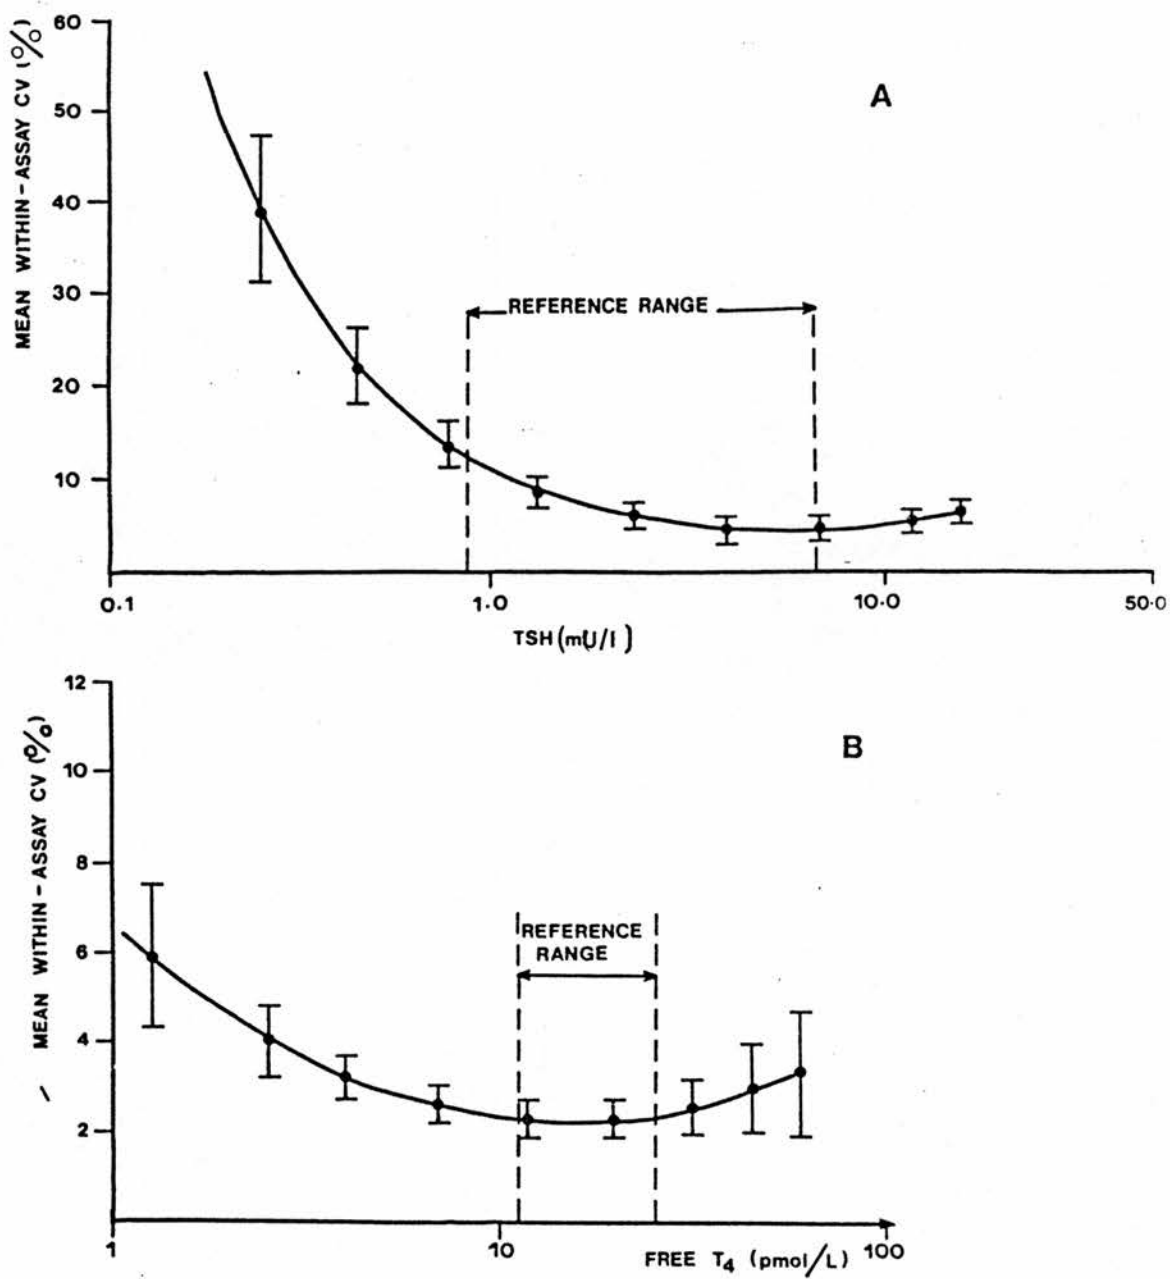 60
50
40
30
20
10
MEAN WITHIN-ASSAY CV (%)
A
REFERENCE RANGE
0.1 1.0 10.0 50.0
TSH (mU/l)
12
10
8
6
4
2
MEAN WITHIN-ASSAY CV (%)
B
REFERENCE
RANGE
1 10 100
FREE T4 (pmol/L)